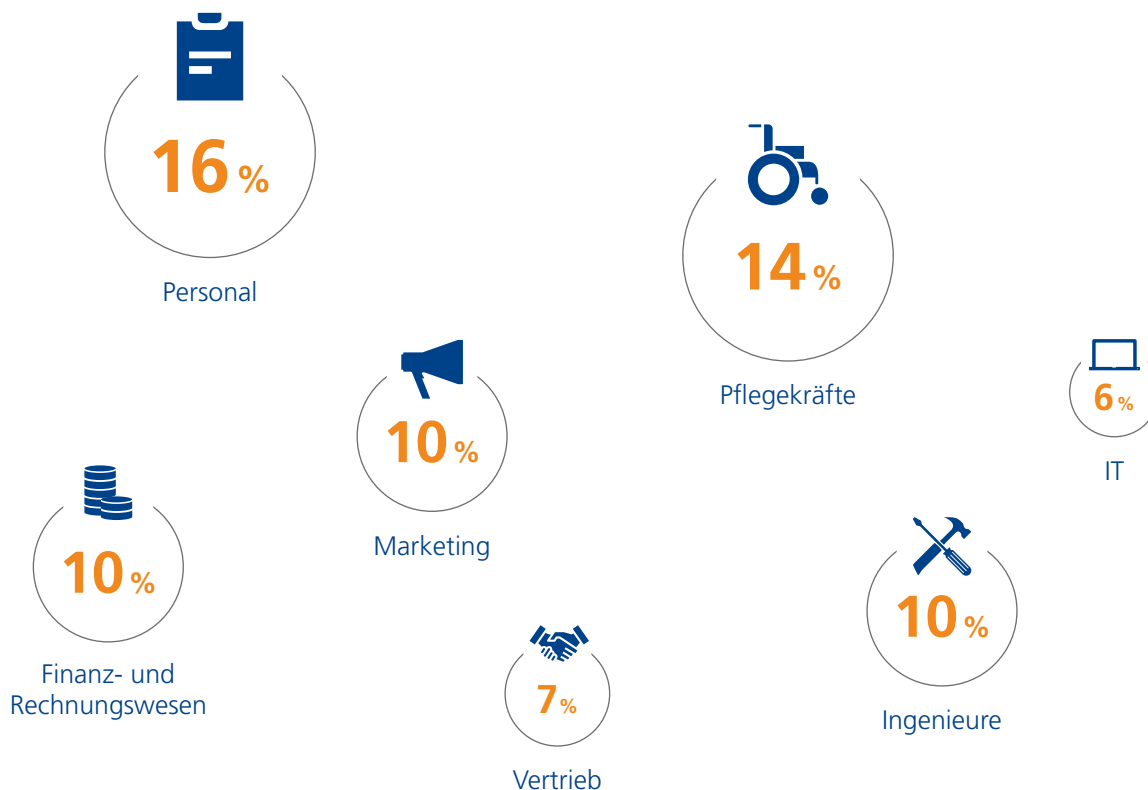 16 %
Personal
14 %
Pflegekräfte
10 %
Marketing
6 %
IT
10 %
Finanz- und
Rechnungswesen
7 %
Vertrieb
10 %
Ingenieure